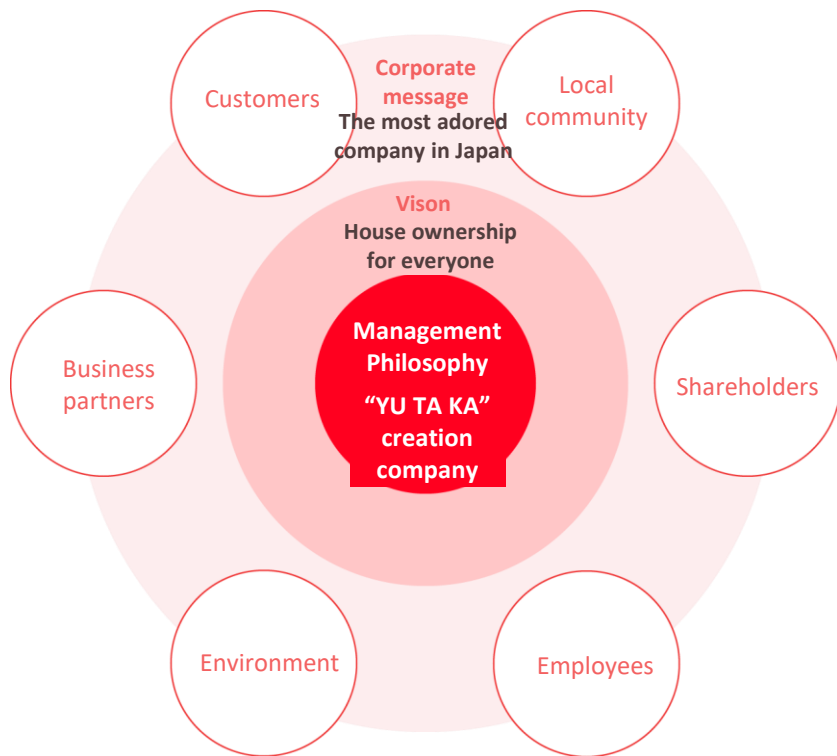 Customers
Corporate
message
The most adored
company in Japan
Local
community
Vison
House ownership
for everyone
Management
Philosophy
“YU TA KA”
creation
company
Business
partners
Shareholders
Environment
Employees